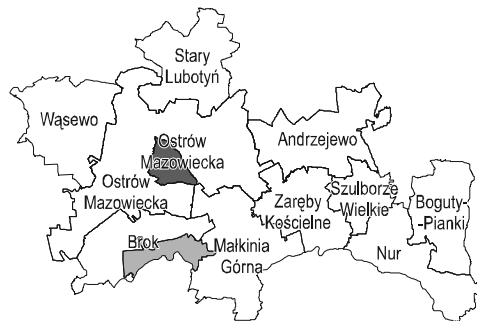 Stary
Lubotyń
Wąsewo
Ostrów
Mazowiecka
Andrzejewo
Ostrów
Mazowiecka
Zaręby
Kościelne
Szulborze
Wielkie
Boguty-
-Pianki
Brok
Małkinia
Górna
Nur